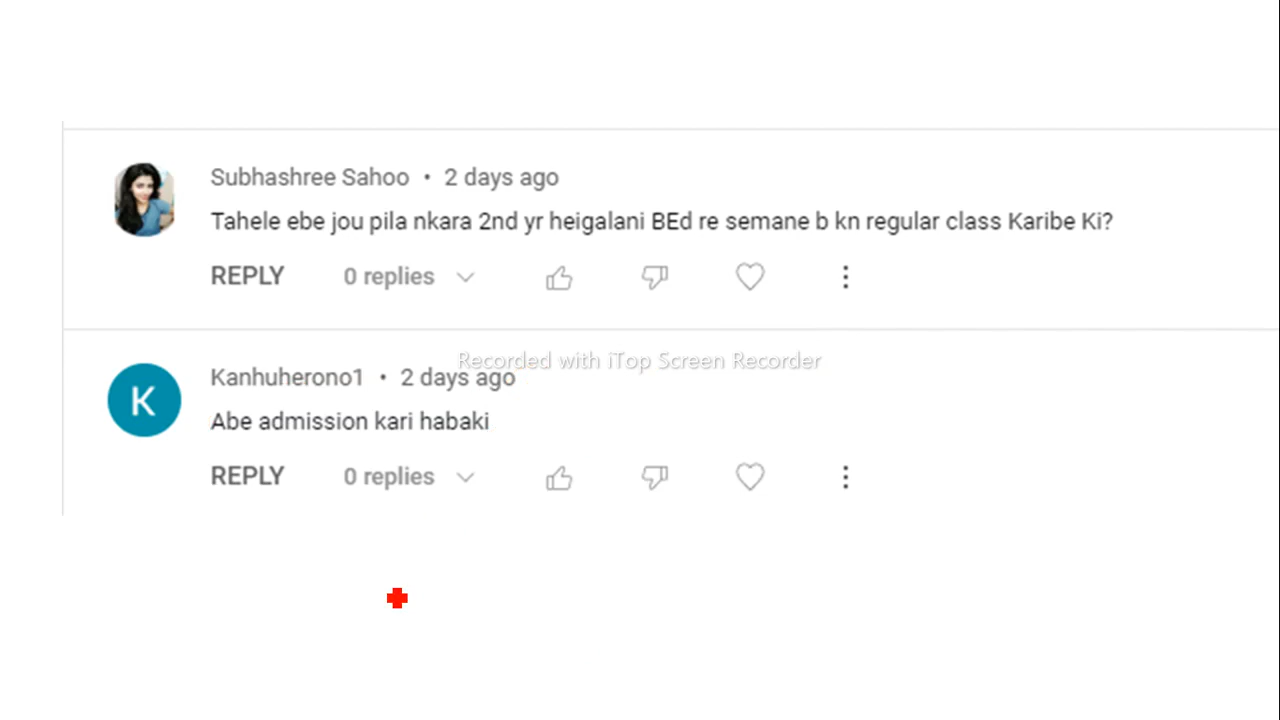 Subhashree Sahoo • 2 days ago
Tahele ebe jou pila nkara 2nd yr heigalani BEd re semane b kn regular class Karibe Ki?
REPLY 0 replies
Recorded with iTop Screen Recorder
K Kanhuherono1 • 2 days ago
Abe admission kari habaki
REPLY 0 replies